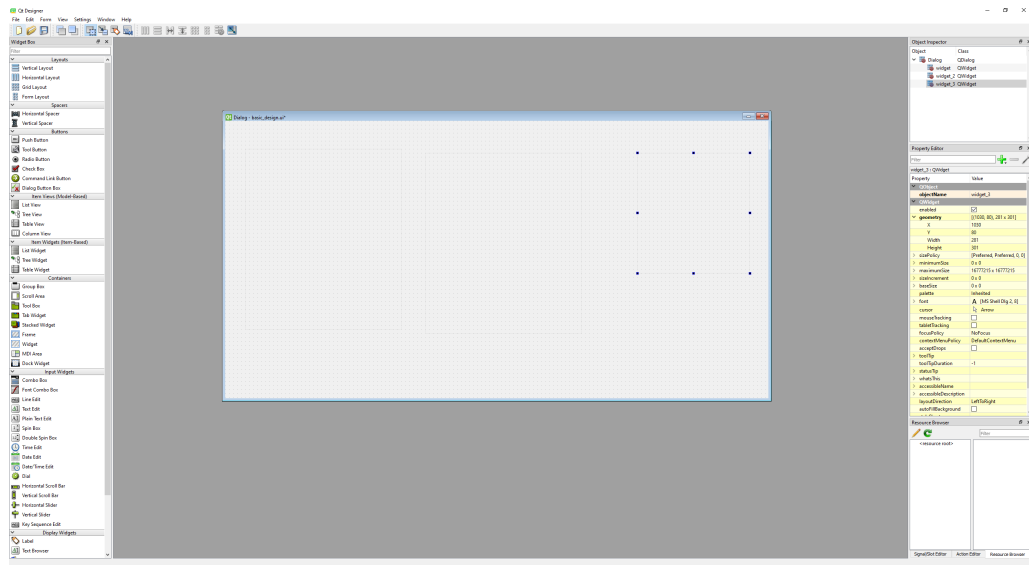 Qt Designer
File Edit Form View Settings Window Help
Widget Box
Filter
Layouts
Vertical Layout
Horizontal Layout
Grid Layout
Form Layout
Spacers
Horizontal Spacer
Vertical Spacer
Buttons
Push Button
Tool Button
Radio Button
Check Box
Command Link Button
Dialog Button Box
Item Views (Model-Based)
List View
Tree View
Table View
Column View
Item Widgets (Item-Based)
List Widget
Tree Widget
Table Widget
Containers
Group Box
Scroll Area
Tool Box
Tab Widget
Stacked Widget
Frame
Widget
MDI Area
Dock Widget
Input Widgets
Combo Box
Font Combo Box
Line Edit
Text Edit
Plain Text Edit
Spin Box
Double Spin Box
Time Edit
Date Edit
Date/Time Edit
Dial
Horizontal Scroll Bar
Vertical Scroll Bar
Horizontal Slider
Vertical Slider
Key Sequence Edit
Display Widgets
Label
Text Browser
Dialog - basic_design.ui*
Object Inspector
Object Class
Dialog QDialog
widget QWidget
widget_2 QWidget
widget_3 QWidget
Property Editor
Filter
widget_3 : QWidget
Property Value
QObject
objectName widget_3
QWidget
enabled
geometry [(1030, 80), 201 x 301]
X 1030
Y 80
Width 201
Height 301
sizePolicy [Preferred, Preferred, 0, 0]
minimumSize 0 x 0
maximumSize 16777215 x 16777215
sizeIncrement 0 x 0
baseSize 0 x 0
palette Inherited
font A [MS Shell Dlg 2, 8]
cursor Arrow
mouseTracking
tabletTracking
focusPolicy NoFocus
contextMenuPolicy DefaultContextMenu
acceptDrops
toolTip
toolTipDuration -1
statusTip
whatsThis
accessibleName
accessibleDescription
layoutDirection LeftToRight
autoFillBackground
Resource Browser
Filter
<resource root>
Signal/Slot Editor Action Editor Resource Browser